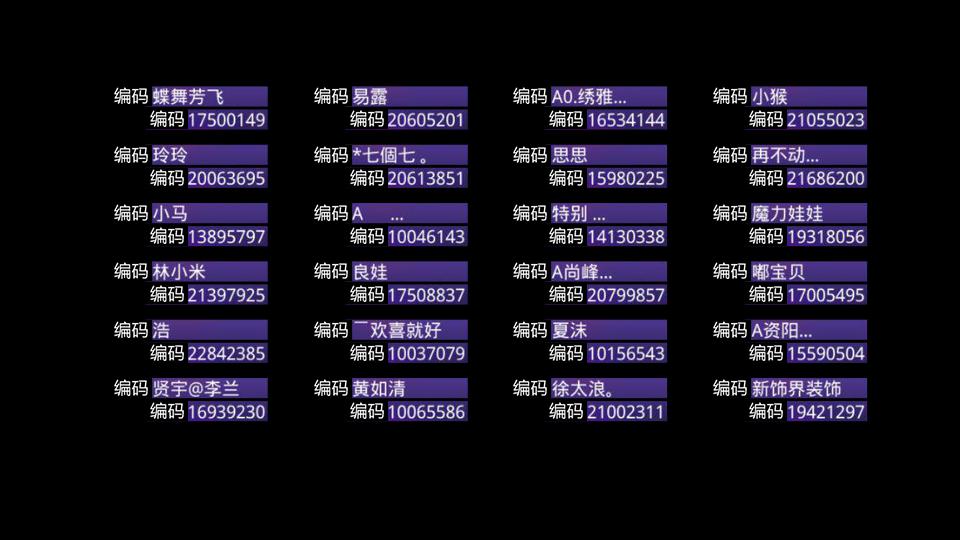 编码 蝶舞芳飞
编码 17500149
编码 易露
编码 20605201
编码 A0.绣雅...
编码 16534144
编码 小猴
编码 21055023
编码 玲玲
编码 20063695
编码 *七個七 。
编码 20613851
编码 思思
编码 15980225
编码 再不动...
编码 21686200
编码 小马
编码 13895797
编码 A ...
编码 10046143
编码 特别 ...
编码 14130338
编码 魔力娃娃
编码 19318056
编码 林小米
编码 21397925
编码 良娃
编码 17508837
编码 A尚峰...
编码 20799857
编码 嘟宝贝
编码 17005495
编码 浩
编码 22842385
编码 ￣欢喜就好
编码 10037079
编码 夏沫
编码 10156543
编码 A资阳...
编码 15590504
编码 贤宇@李兰
编码 16939230
编码 黄如清
编码 10065586
编码 徐太浪。
编码 21002311
编码 新饰界装饰
编码 19421297